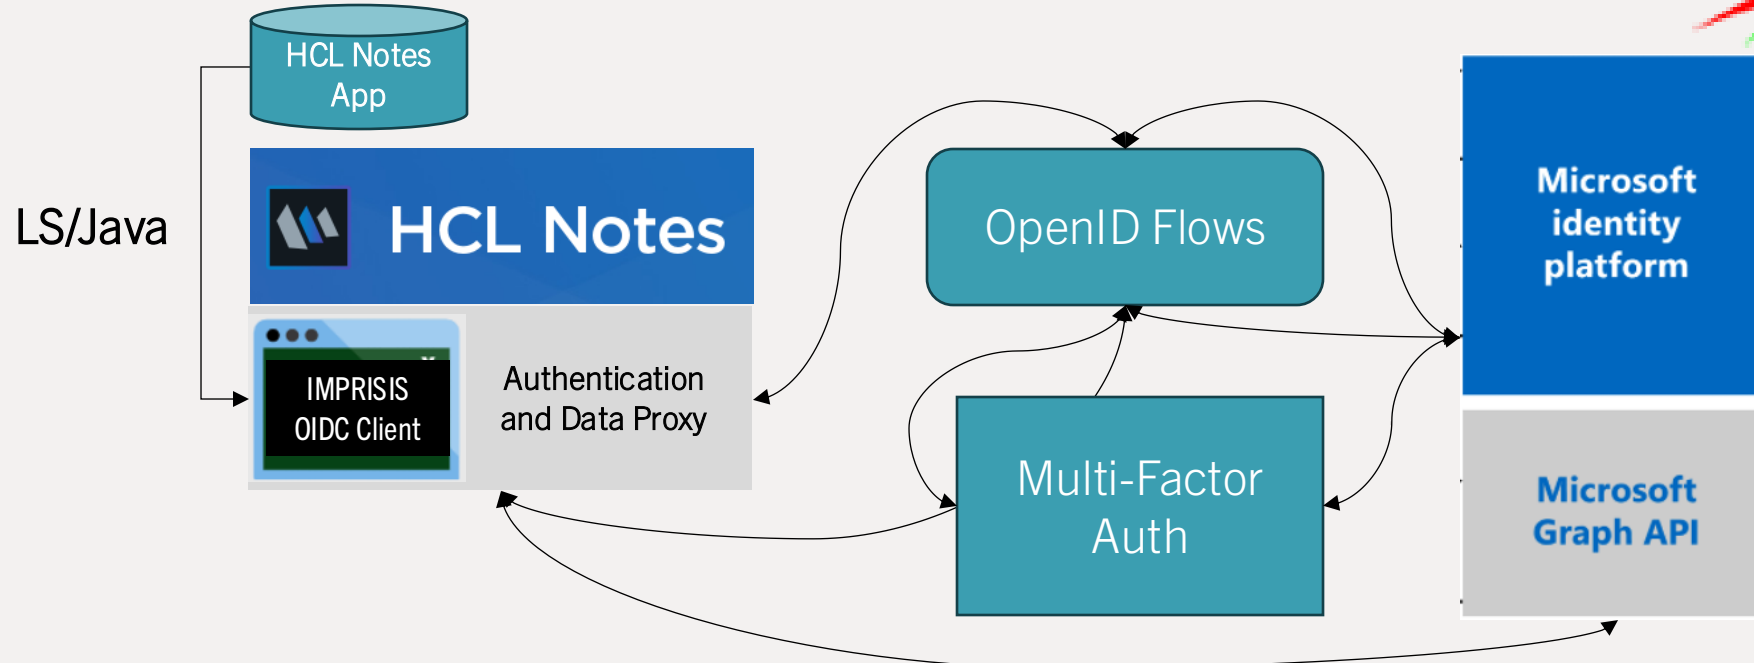 HCL Notes
App
LS/Java
HCL Notes
IMPRISIS
OIDC Client
Authentication
and Data Proxy
OpenID Flows
Multi-Factor
Auth
Microsoft
identity
platform
Microsoft
Graph API